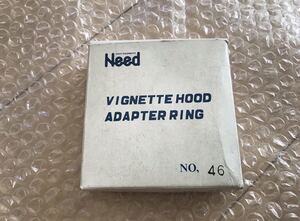 Need
VIGNETTE HOOD
ADAPTER RING
NO, 46